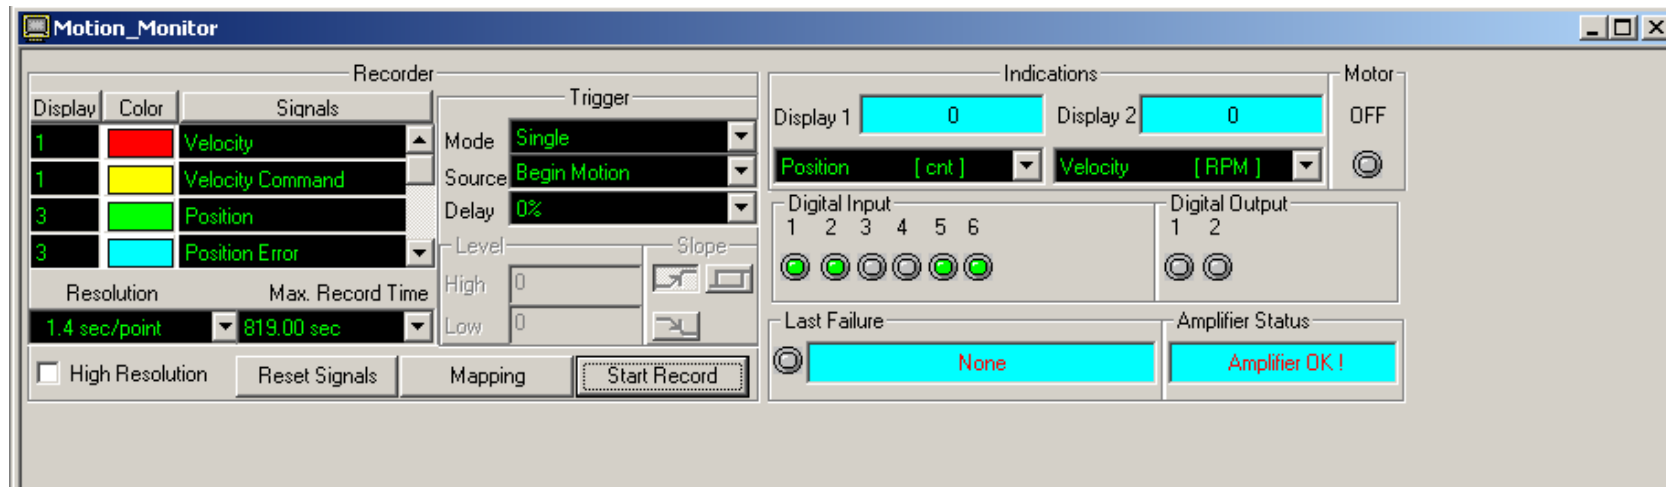 Motion_Monitor
Recorder
Display Color Signals
1 Velocity
1 Velocity Command
3 Position
3 Position Error
Resolution Max. Record Time
1.4 sec/point 819.00 sec
Trigger
Mode Single
Source Begin Motion
Delay 0%
Level Slope
High 0
Low 0
High Resolution Reset Signals Mapping Start Record
Indications
Display 1 0 Display 2 0
Position [ cnt ] Velocity [ RPM ]
Motor
OFF
Digital Input
1 2 3 4 5 6
Digital Output
1 2
Last Failure
None
Amplifier Status
Amplifier OK !